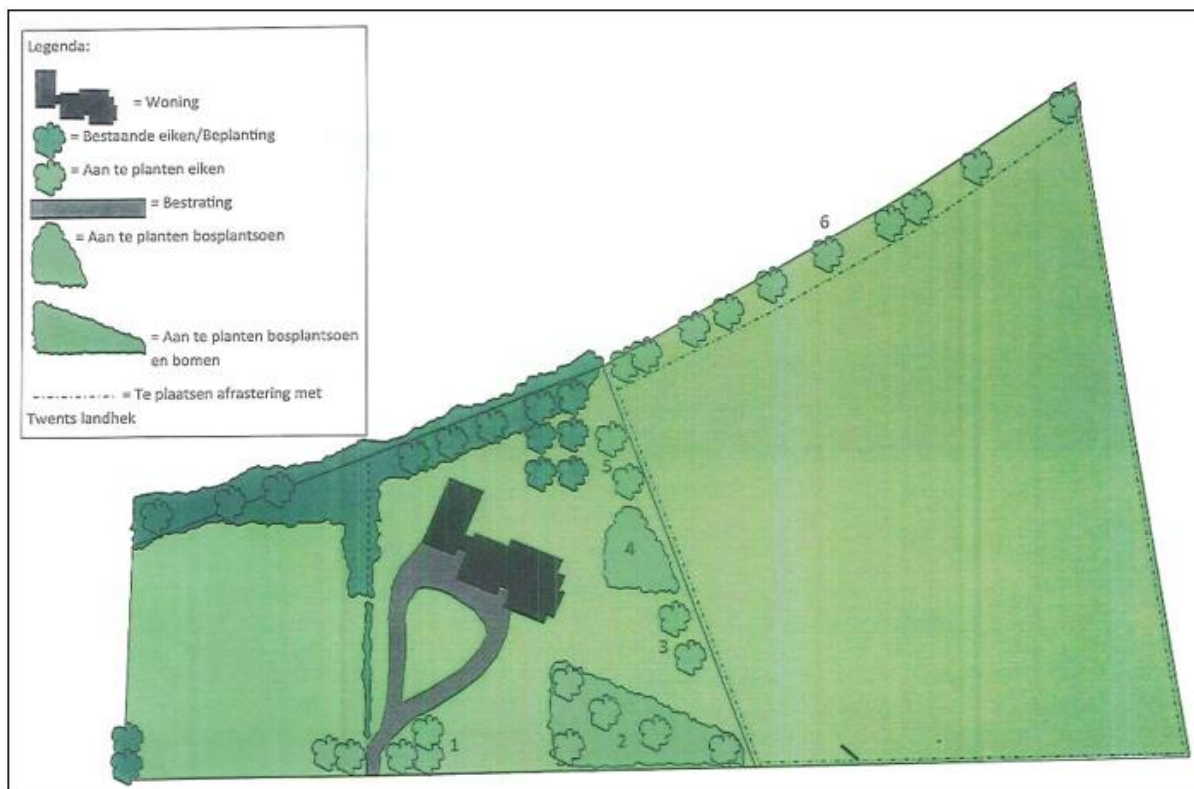 Legenda:
= Woning
= Bestaande eiken/Beplanting
= Aan te planten eiken
= Bestrating
= Aan te planten bosplantsoen
= Aan te planten bosplantsoen
en bomen
= Te plaatsen afrastering met
Twents landhek
6
5
4
3
2
1